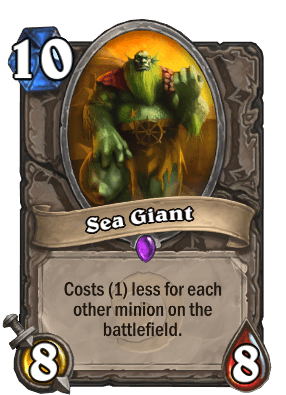 10
Sea Giant
Costs (1) less for each
other minion on the
battlefield.
8
8